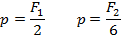 p = F₁/2    p = F₂/6